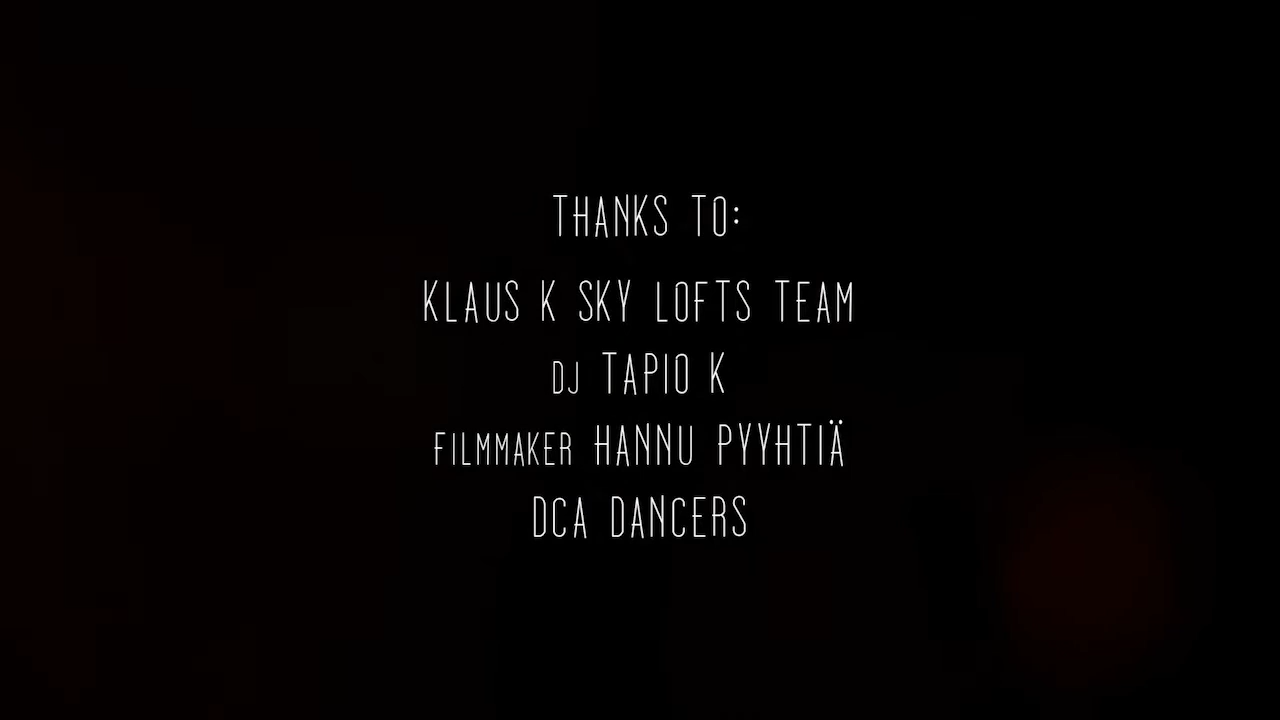 THANKS TO:
KLAUS K SKY LOFTS TEAM
DJ TAPIO K
FILMMAKER HANNU PYYHTIÄ
DCA DANCERS